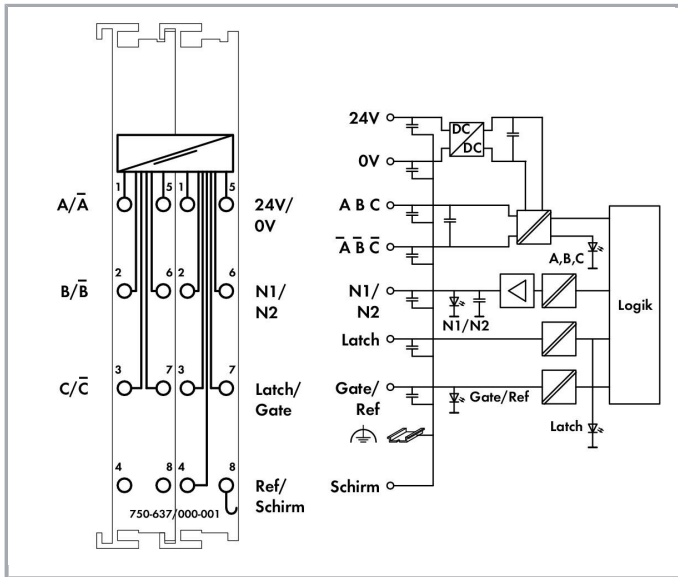 1 5 1 5
A/A̅
24V/
0V
2 6 2 6
B/B̅
N1/
N2
3 7 3 7
C/C̅
Latch/
Gate
4 8 4 8
Ref/
Schirm
750-637/000-001
24V
DC
DC
0V
A B C
A̅ B̅ C̅
A,B,C
N1/
N2
N1/N2
Logik
Latch
Gate/
Ref
Gate/Ref
Latch
Schirm